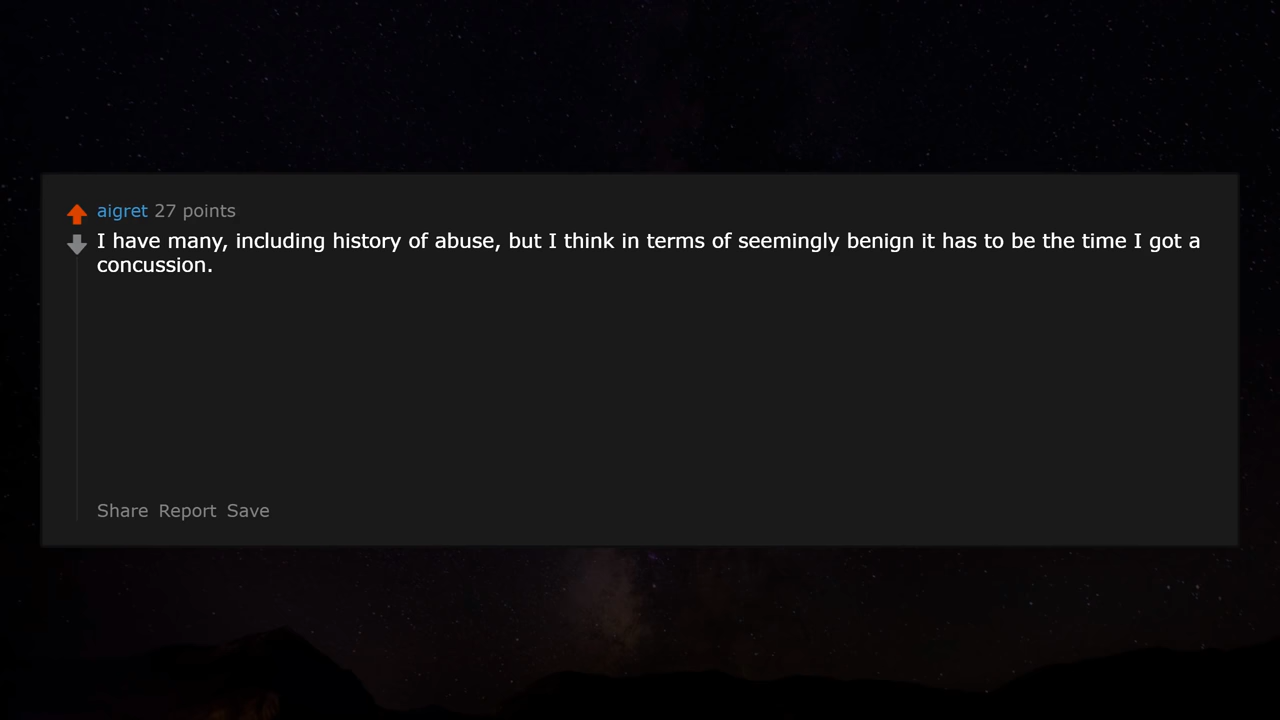 aigret 27 points
I have many, including history of abuse, but I think in terms of seemingly benign it has to be the time I got a
concussion.
Share Report Save